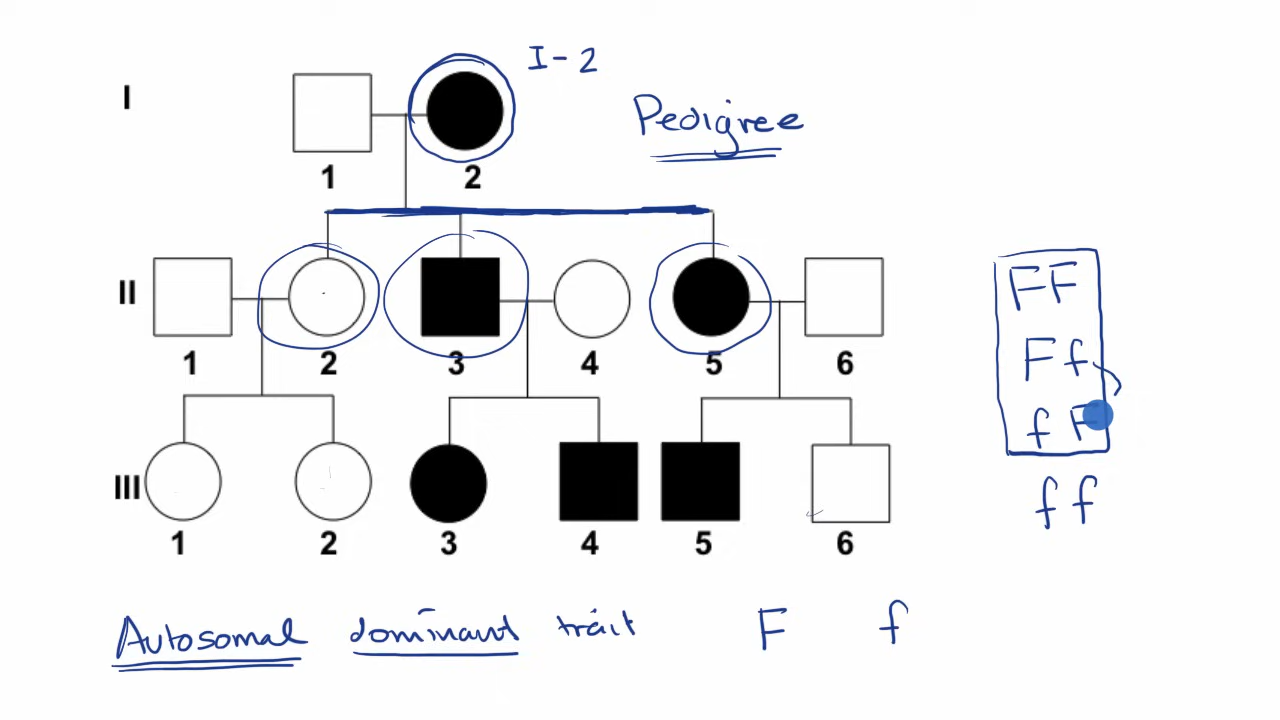 I - 2
I
Pedigree
1 2
II
FF
Ff
1 2 3 4 5 6
fF
III
ff
1 2 3 4 5 6
Autosomal dominant trait F f